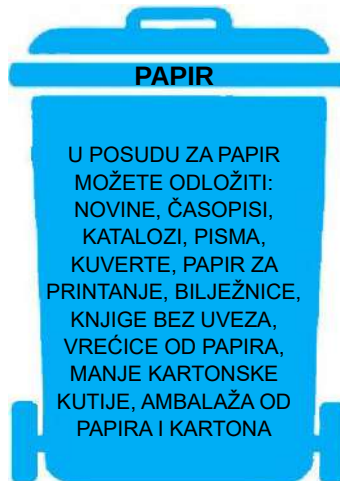 PAPIR
U POSUDU ZA PAPIR
MOŽETE ODLOŽITI:
NOVINE, ČASOPISI,
KATALOZI, PISMA,
KUVERTE, PAPIR ZA
PRINTANJE, BILJEŽNICE,
KNJIGE BEZ UVEZA,
VREĆICE OD PAPIRA,
MANJE KARTONSKE
KUTIJE, AMBALAŽA OD
PAPIRA I KARTONA